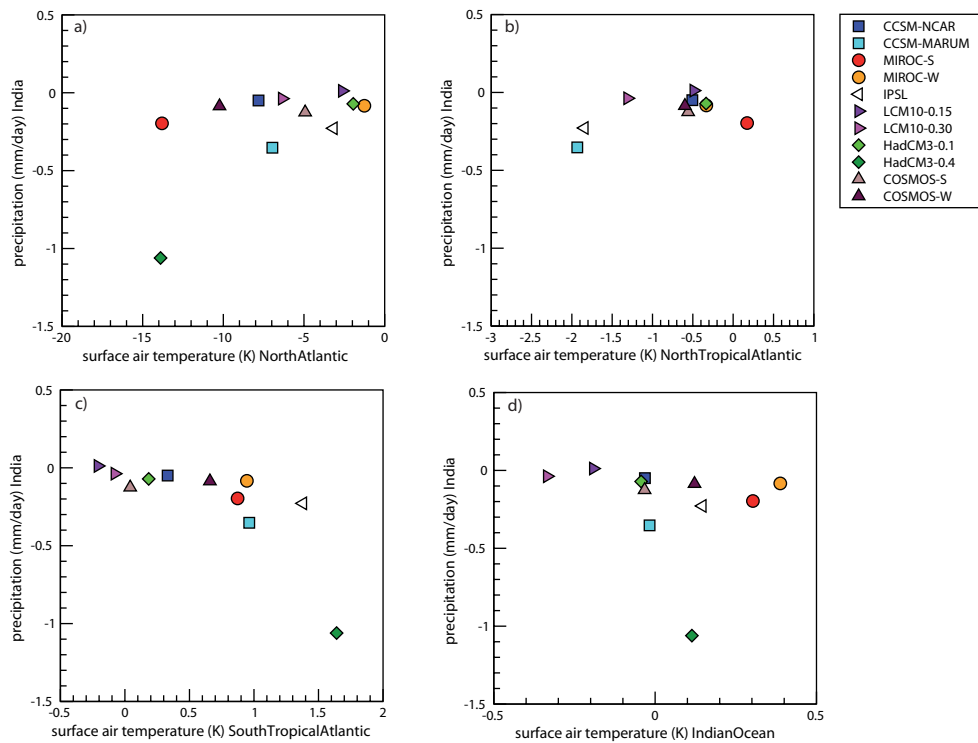 a)
0.5
0
-0.5
-1
-1.5
-20 -15 -10 -5 0
precipitation (mm/day) India
surface air temperature (K) NorthAtlantic
b)
0.5
0
-0.5
-1
-1.5
-3 -2.5 -2 -1.5 -1 -0.5 0 0.5 1
precipitation (mm/day) India
surface air temperature (K) NorthTropicalAtlantic
CCSM-NCAR
CCSM-MARUM
MIROC-S
MIROC-W
IPSL
LCM10-0.15
LCM10-0.30
HadCM3-0.1
HadCM3-0.4
COSMOS-S
COSMOS-W
c)
0.5
0
-0.5
-1
-1.5
-0.5 0 0.5 1 1.5 2
precipitation (mm/day) India
surface air temperature (K) SouthTropicalAtlantic
d)
0.5
0
-0.5
-1
-1.5
-0.5 0 0.5
precipitation (mm/day) India
surface air temperature (K) IndianOcean